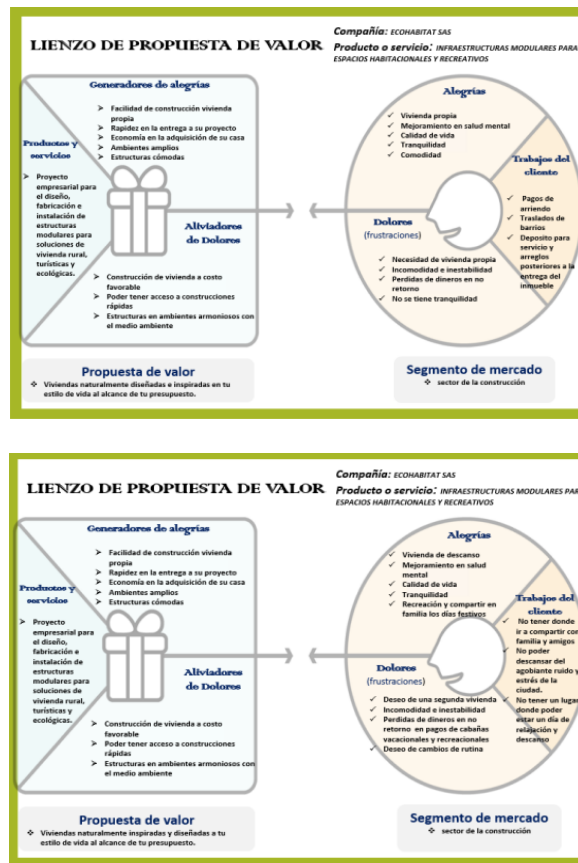 LIENZO DE PROPUESTA DE VALOR
Compañía: ECOHABITAT SAS
Producto o servicio: INFRAESTRUCTURAS MODULARES PARA
ESPACIOS HABITACIONALES Y RECREATIVOS
Generadores de alegrías
➤ Facilidad de construcción vivienda
propia
➤ Rapidez en la entrega a su proyecto
➤ Economía en la adquisición de su casa
➤ Ambientes amplios
➤ Estructuras cómodas
Productos y
servicios
➤ Proyecto
empresarial para
el diseño,
fabricación e
instalación de
estructuras
modulares para
soluciones de
vivienda rural,
turísticas y
ecológicas.
Aliviadores
de Dolores
➤ Construcción de vivienda a costo
favorable
➤ Poder tener acceso a construcciones
rápidas
➤ Estructuras en ambientes armoniosos con
el medio ambiente
Alegrías
✓ Vivienda propia
✓ Mejoramiento en salud mental
✓ Calidad de vida
✓ Tranquilidad
✓ Comodidad
Trabajos del
cliente
✓ Pagos de
arriendo
✓ Traslados de
barrios
✓ Deposito para
servicio y
arreglos
posteriores a la
entrega del
inmueble
Dolores
(frustraciones)
✓ Necesidad de vivienda propia
✓ Incomodidad e inestabilidad
✓ Perdidas de dineros en no
retorno
✓ No se tiene tranquilidad
Propuesta de valor
❖ Viviendas naturalmente diseñadas e inspiradas en tu
estilo de vida al alcance de tu presupuesto.
Segmento de mercado
❖ sector de la construcción
LIENZO DE PROPUESTA DE VALOR
Compañía: ECOHABITAT SAS
Producto o servicio: INFRAESTRUCTURAS MODULARES PAR
ESPACIOS HABITACIONALES Y RECREATIVOS
Generadores de alegrías
➤ Facilidad de construcción vivienda
propia
➤ Rapidez en la entrega a su proyecto
➤ Economía en la adquisición de su casa
➤ Ambientes amplios
➤ Estructuras cómodas
Productos y
servicios
➤ Proyecto
empresarial para
el diseño,
fabricación e
instalación de
estructuras
modulares para
soluciones de
vivienda rural,
turísticas y
ecológicas.
Aliviadores
de Dolores
➤ Construcción de vivienda a costo
favorable
➤ Poder tener acceso a construcciones
rápidas
➤ Estructuras en ambientes armoniosos con
el medio ambiente
Alegrías
✓ Vivienda de descanso
✓ Mejoramiento en salud
mental
✓ Calidad de vida
✓ Tranquilidad
✓ Recreación y compartir en
familia los días festivos
Trabajos del
cliente
✓ No tener donde
ir a compartir con
familia y amigos
✓ No poder
descansar del
agobiante ruido y
estrés de la
ciudad.
✓ No tener un lugar
donde poder
estar un día de
relajación y
descanso
Dolores
(frustraciones)
✓ Deseo de una segunda vivienda
✓ Incomodidad e inestabilidad
✓ Perdidas de dineros en no
retorno en pagos de cabañas
vacacionales y recreacionales
✓ Deseo de cambios de rutina
Propuesta de valor
❖ Viviendas naturalmente inspiradas y diseñadas a tu
estilo de vida al alcance de tu presupuesto.
Segmento de mercado
❖ sector de la construcción